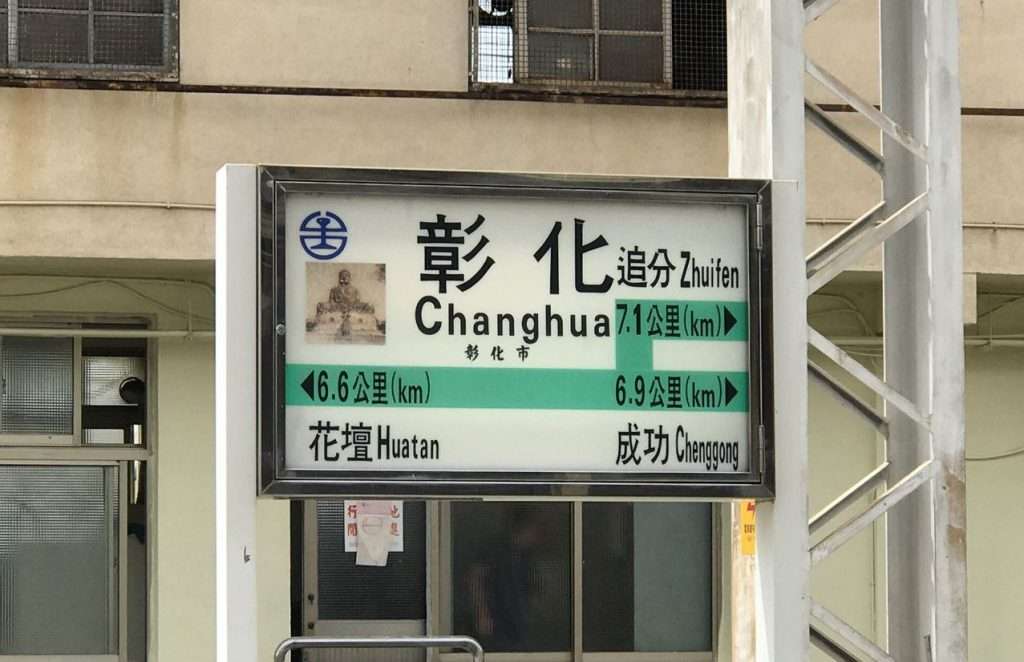 彰化
追分 Zhuifen
Changhua
7.1公里(km)▶
彰化市
◀6.6公里(km)
6.9公里(km)▶
花壇 Huatan
成功 Chenggong